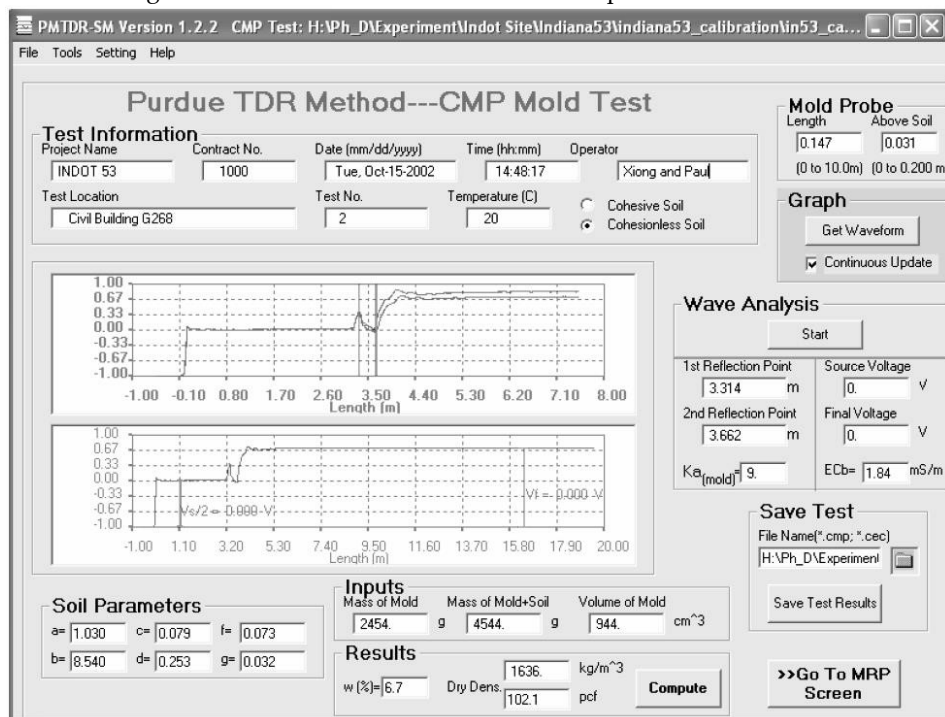 PMTDR-SM Version 1.2.2 CMP Test: H:\Ph_D\Experiment\Indot Site\Indiana53\indiana53_calibration\in53_ca...
File Tools Setting Help
Purdue TDR Method---CMP Mold Test
Test Information
Project Name Contract No. Date (mm/dd/yyyy) Time (hh:mm) Operator
INDOT 53 1000 Tue, Oct-15-2002 14:48:17 Xiong and Paul
Test Location Test No. Temperature (C)
Civil Building G268 2 20
Cohesive Soil
Cohesionless Soil
Mold Probe
Length Above Soil
0.147 0.031
(0 to 10.0m) (0 to 0.200 m
Graph
Get Waveform
Continuous Update
1.00
0.67
0.33
0.00
-0.33
-0.67
-1.00
-1.00 -0.10 0.80 1.70 2.60 3.50 4.40 5.30 6.20 7.10 8.00
Length (m)
1.00
0.67
0.33
0.00
-0.33
-0.67
-1.00
Vs/2 = 0.000 V
Vf = 0.000 V
-1.00 1.10 3.20 5.30 7.40 9.50 11.60 13.70 15.80 17.90 20.00
Length (m)
Wave Analysis
Start
1st Reflection Point Source Voltage
3.314 m 0. V
2nd Reflection Point Final Voltage
3.662 m 0. V
Ka(mold)= 9. ECb= 1.84 mS/m
Save Test
File Name(*.cmp; *.cec)
H:\Ph_D\Experiment
Save Test Results
Soil Parameters
a= 1.030 c= 0.079 f= 0.073
b= 8.540 d= 0.253 g= 0.032
Inputs
Mass of Mold Mass of Mold+Soil Volume of Mold
2454. g 4544. g 944. cm^3
Results
w (%)= 6.7 Dry Dens. 1636. kg/m^3
102.1 pcf
Compute
>>Go To MRP
Screen